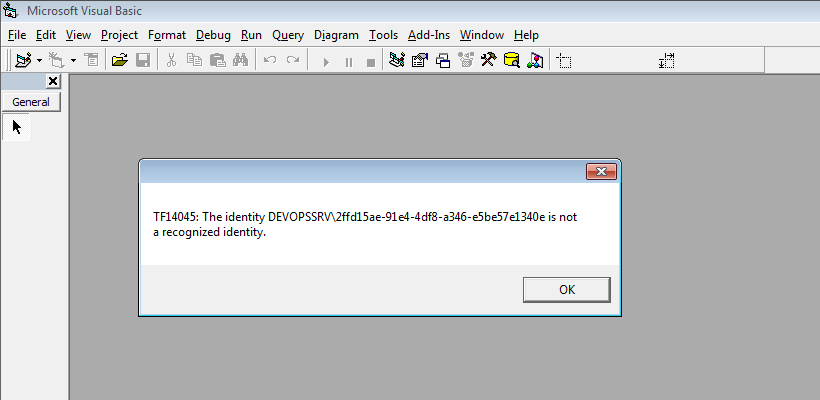 Microsoft Visual Basic
File Edit View Project Format Debug Run Query Diagram Tools Add-Ins Window Help
General
TF14045: The identity DEVOPSSRV\2ffd15ae-91e4-4df8-a346-e5be57e1340e is not
a recognized identity.
OK